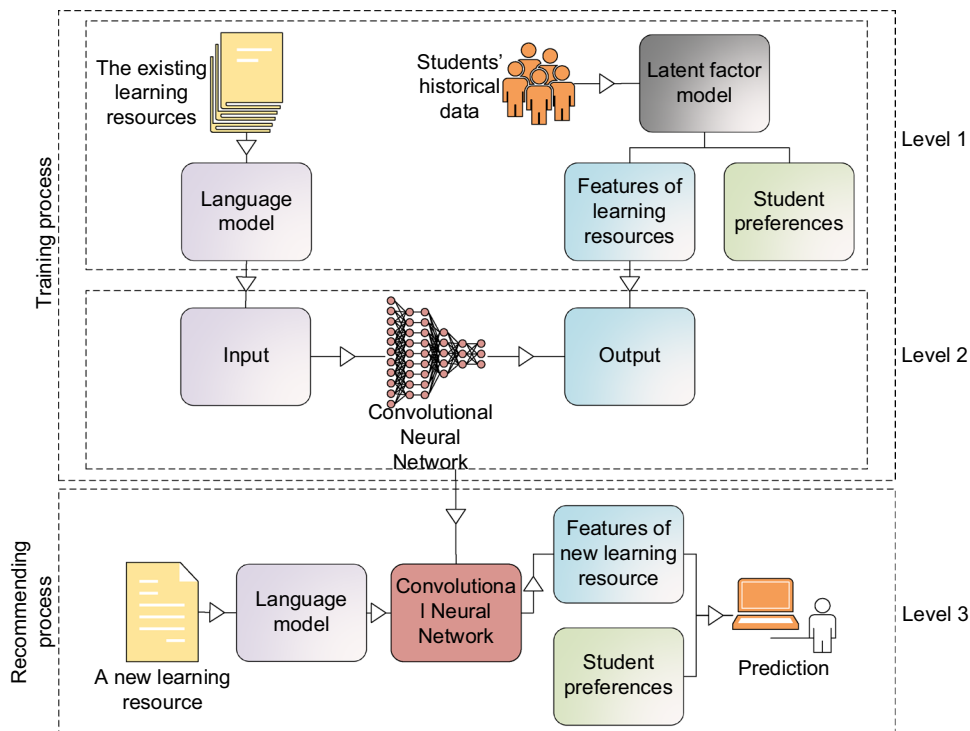 The existing
learning
resources
Students'
historical
data
Latent factor
model
Level 1
Language
model
Features of
learning
resources
Student
preferences
Training process
Input
Convolutional
Neural
Network
Output
Level 2
Recommending
process
A new learning
resource
Language
model
Convolutiona
l Neural
Network
Features of
new learning
resource
Student
preferences
Prediction
Level 3